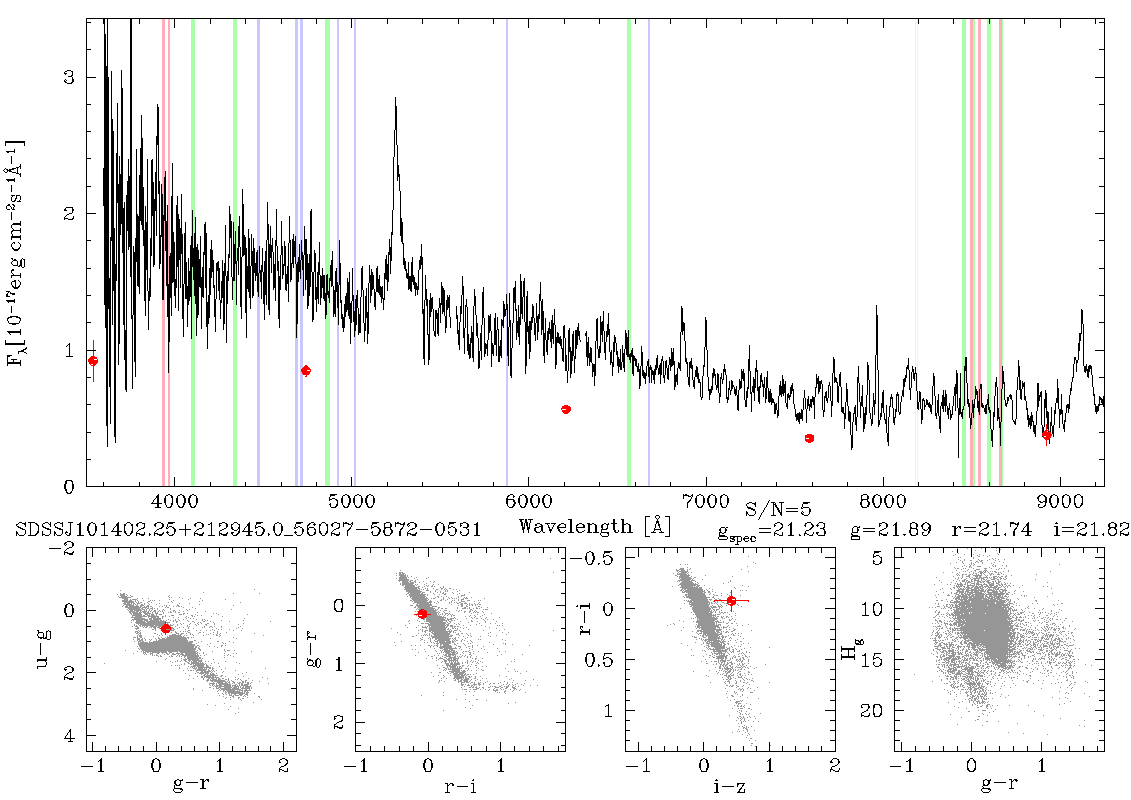 3
2
1
0
F_λ[10⁻¹⁷erg cm⁻²s⁻¹Å⁻¹]
4000 5000 6000 7000 8000 9000
S/N=5
SDSSJ101402.25+212945.0_56027-5872-0531 Wavelength [Å] g_spec=21.23 g=21.89 r=21.74 i=21.82
−2
0
2
4
u−g
−1 0 1 2
g−r
0
1
2
g−r
−1 0 1 2
r−i
−0.5
0
0.5
1
r−i
−1 0 1 2
i−z
5
10
15
20
H_g
−1 0 1 2
g−r